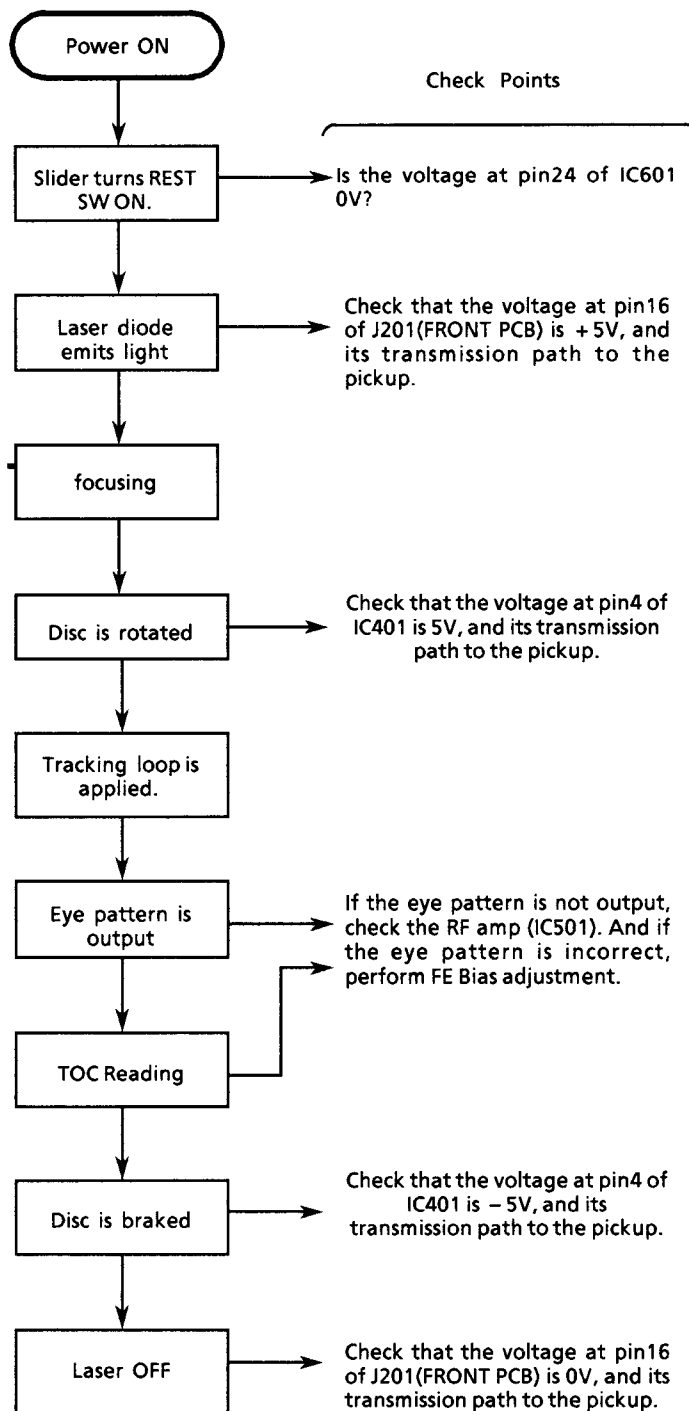 Power ON
Check Points
Slider turns REST
SW ON.
Is the voltage at pin24 of IC601
0V?
Laser diode
emits light
Check that the voltage at pin16
of J201(FRONT PCB) is +5V, and
its transmission path to the
pickup.
focusing
Disc is rotated
Check that the voltage at pin4 of
IC401 is 5V, and its transmission
path to the pickup.
Tracking loop is
applied.
Eye pattern is
output
If the eye pattern is not output,
check the RF amp (IC501). And if
the eye pattern is incorrect,
perform FE Bias adjustment.
TOC Reading
Disc is braked
Check that the voltage at pin4 of
IC401 is – 5V, and its
transmission path to the pickup.
Laser OFF
Check that the voltage at pin16
of J201(FRONT PCB) is 0V, and its
transmission path to the pickup.